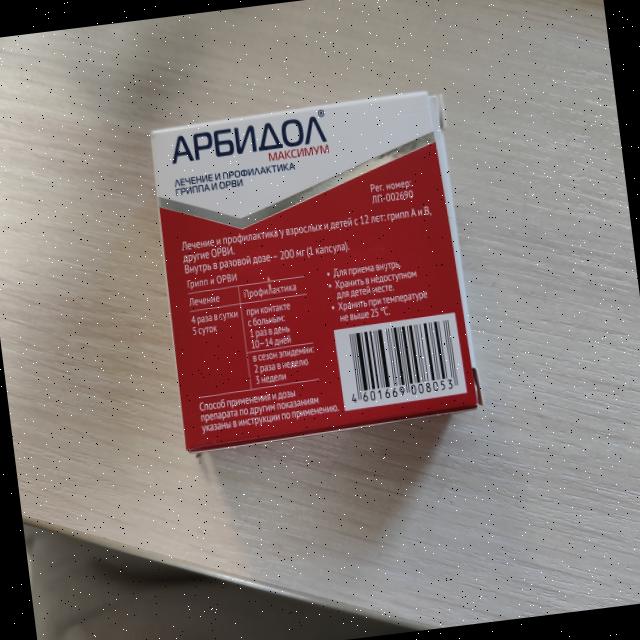 АРБИДОЛ®
МАКСИМУМ
ЛЕЧЕНИЕ И ПРОФИЛАКТИКА
ГРИППА И ОРВИ
Рег. номер:
ЛП-002690
Лечение и профилактика у взрослых и детей с 12 лет: грипп А и В,
другие ОРВИ.
Внутрь в разовой дозе – 200 мг (1 капсула).
Грипп и ОРВИ
Лечение
Профилактика
4 раза в сутки
5 суток
при контакте
с больным:
1 раз в день
10–14 дней
в сезон эпидемии:
2 раза в неделю
3 недели
• Для приема внутрь.
• Хранить в недоступном
для детей месте.
• Хранить при температуре
не выше 25 °С.
Способ применения и дозы
препарата по другим показаниям
указаны в инструкции по применению.
4 601669 008053